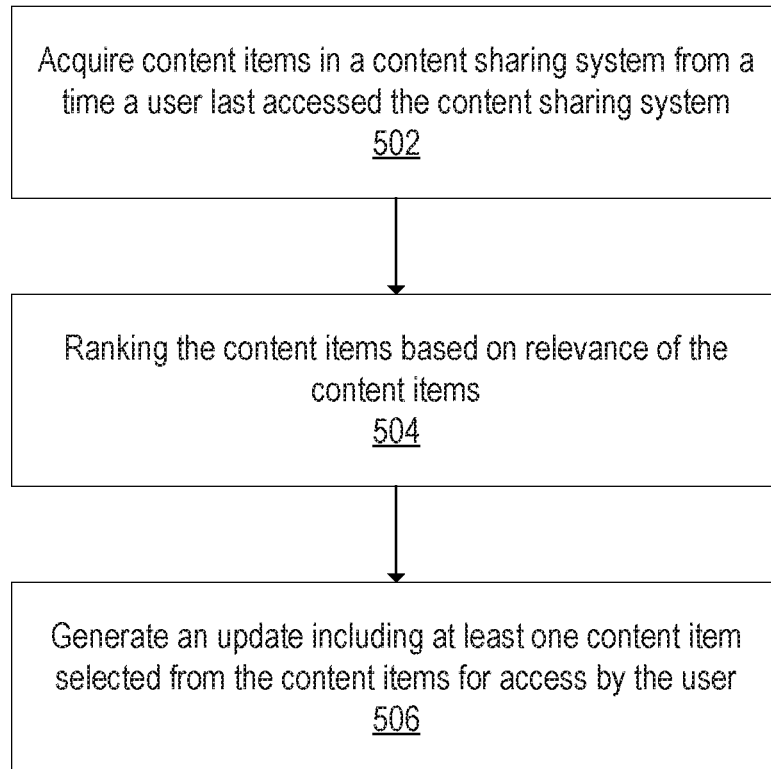 Acquire content items in a content sharing system from a
time a user last accessed the content sharing system
502
Ranking the content items based on relevance of the
content items
504
Generate an update including at least one content item
selected from the content items for access by the user
506